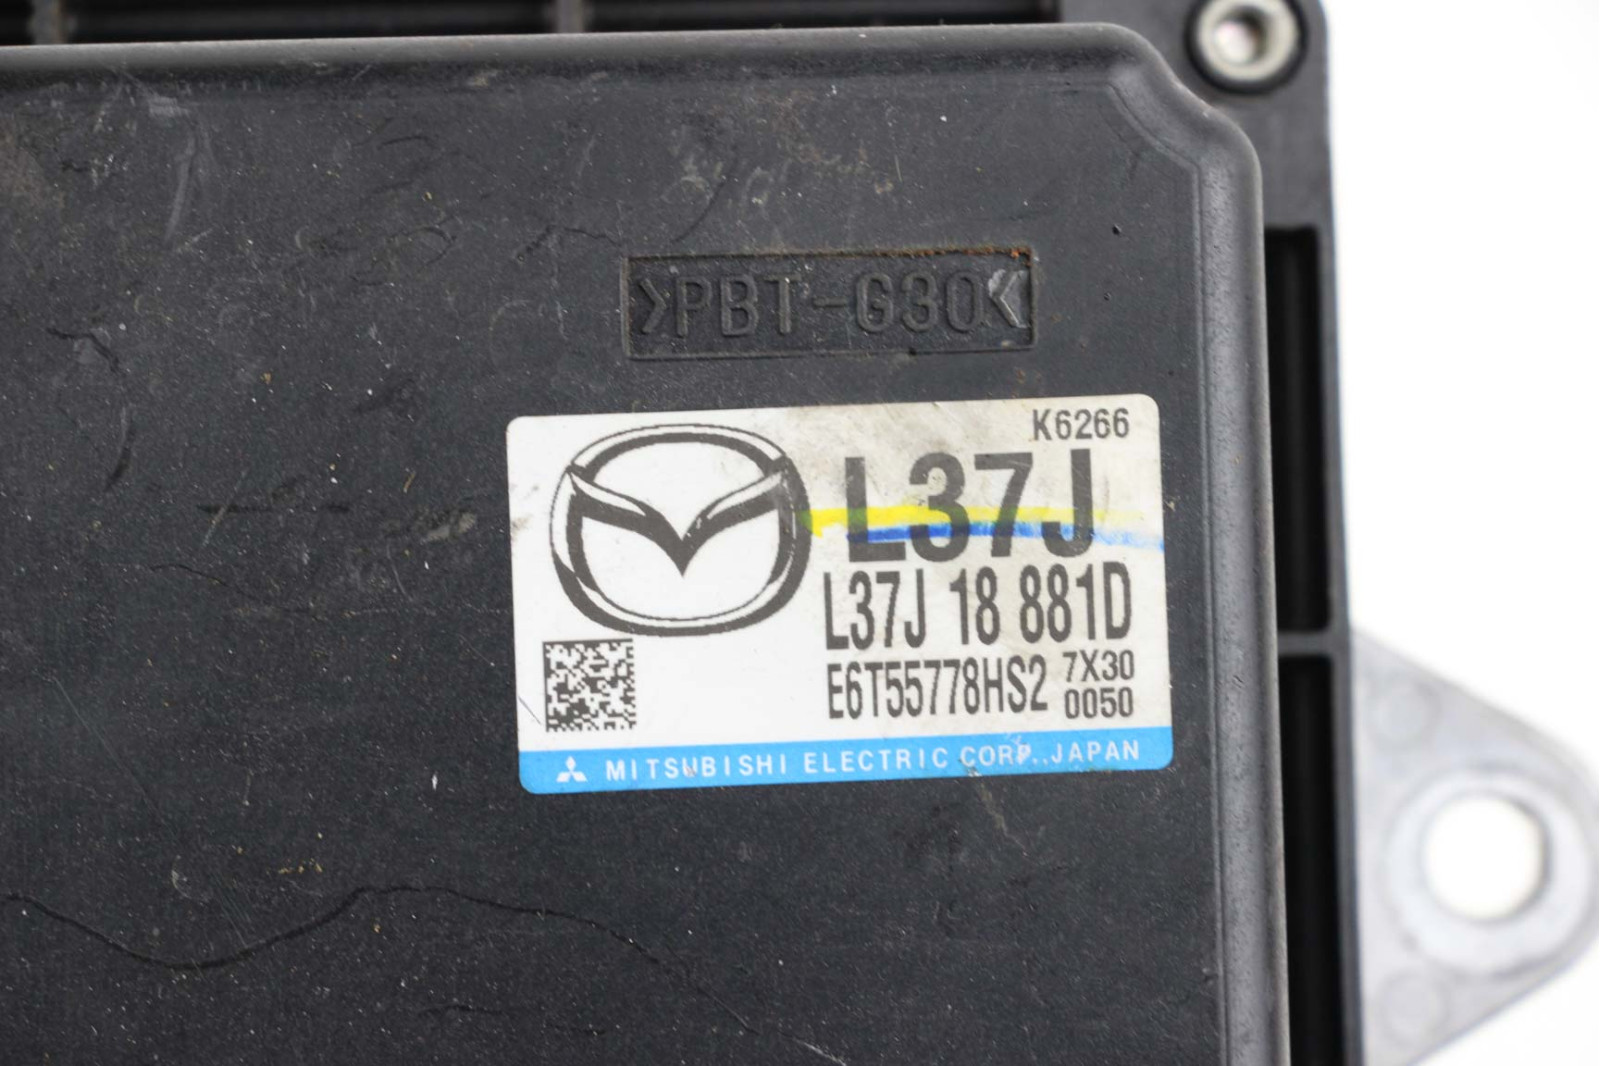 >PBT-G30<
K6266
L37J
L37J 18 881D
E6T55778HS2 7X30
0050
MITSUBISHI ELECTRIC CORP., JAPAN